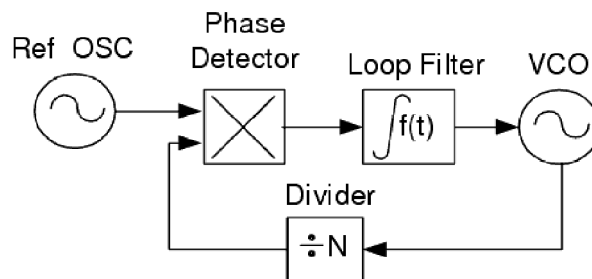 Phase
Ref OSC
Detector
Loop Filter
VCO
∫f(t)
Divider
÷N